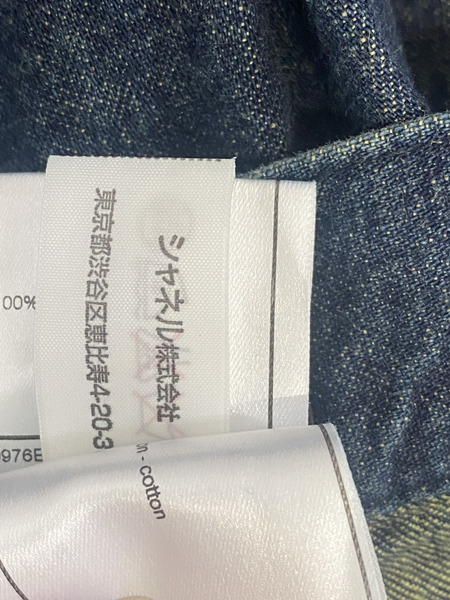 シャネル株式会社
東京都渋谷区恵比寿4-20-3
00%
0976E
n - cotton